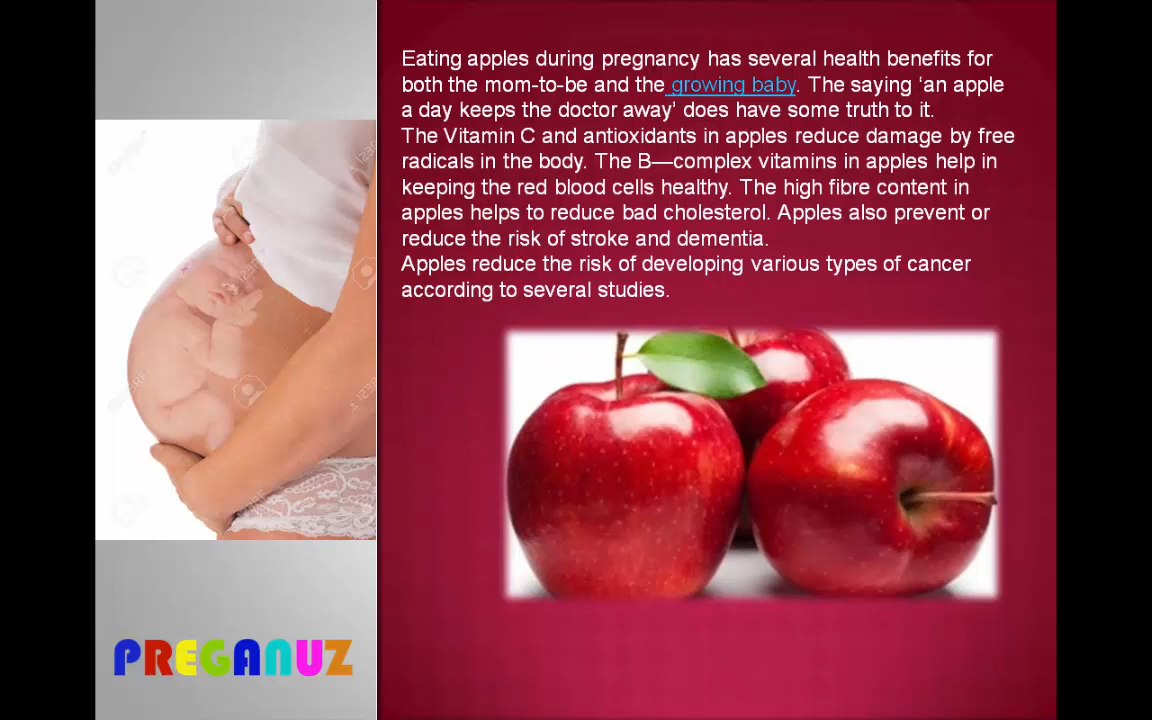 Eating apples during pregnancy has several health benefits for
both the mom-to-be and the growing baby. The saying ‘an apple
a day keeps the doctor away’ does have some truth to it.
The Vitamin C and antioxidants in apples reduce damage by free
radicals in the body. The B—complex vitamins in apples help in
keeping the red blood cells healthy. The high fibre content in
apples helps to reduce bad cholesterol. Apples also prevent or
reduce the risk of stroke and dementia.
Apples reduce the risk of developing various types of cancer
according to several studies.
PREGANUZ